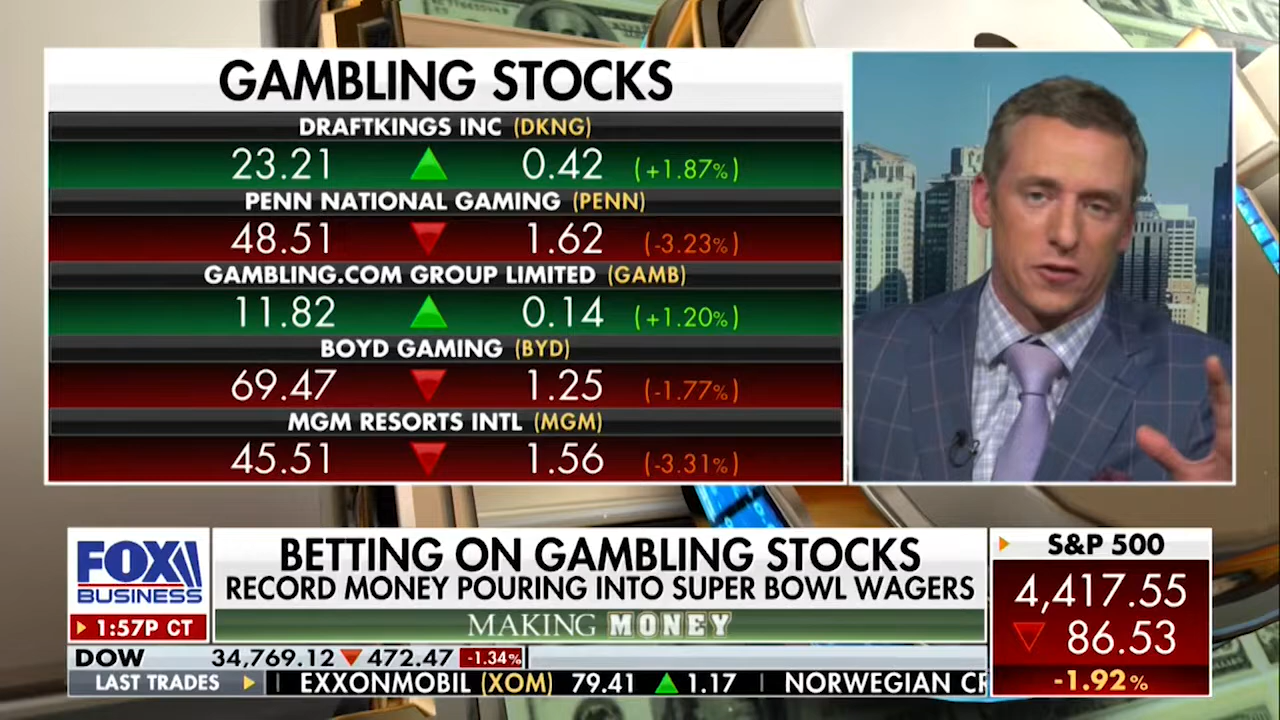 GAMBLING STOCKS
DRAFTKINGS INC (DKNG)
23.21 ▲ 0.42 (+1.87%)
PENN NATIONAL GAMING (PENN)
48.51 ▼ 1.62 (-3.23%)
GAMBLING.COM GROUP LIMITED (GAMB)
11.82 ▲ 0.14 (+1.20%)
BOYD GAMING (BYD)
69.47 ▼ 1.25 (-1.77%)
MGM RESORTS INTL (MGM)
45.51 ▼ 1.56 (-3.31%)
FOX
BUSINESS
1:57P CT
BETTING ON GAMBLING STOCKS
RECORD MONEY POURING INTO SUPER BOWL WAGERS
MAKING MONEY
S&P 500
4,417.55
▼ 86.53
-1.92%
DOW 34,769.12 ▼ 472.47 -1.34%
LAST TRADES EXXONMOBIL (XOM) 79.41 ▲ 1.17 | NORWEGIAN CR